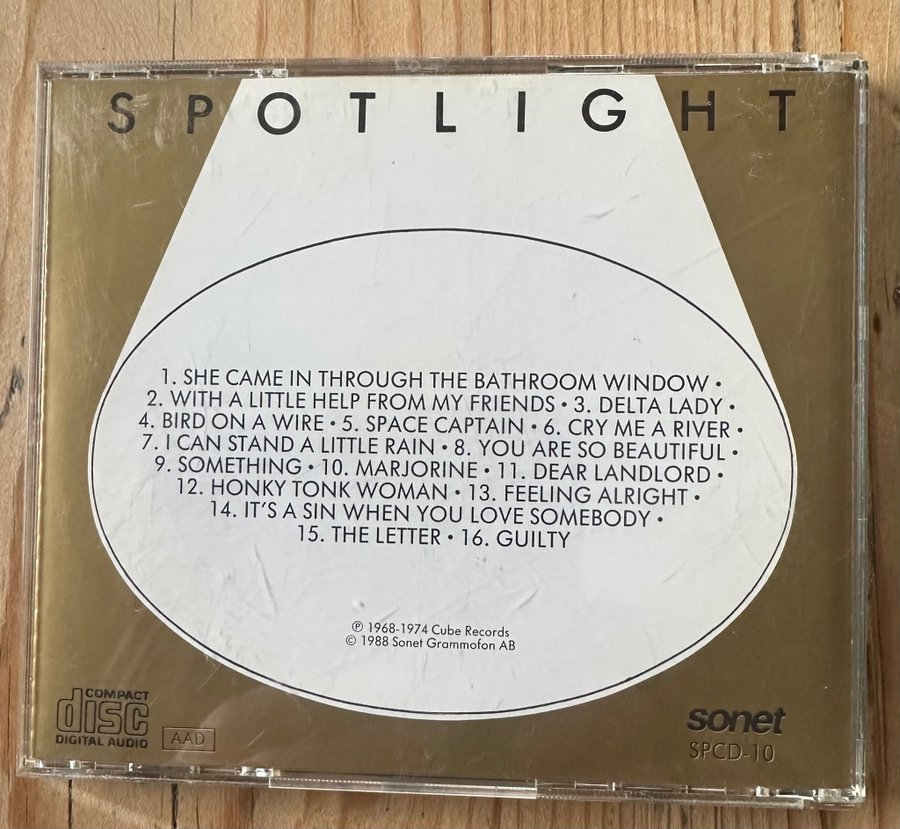 SPOTLIGHT
1. SHE CAME IN THROUGH THE BATHROOM WINDOW •
2. WITH A LITTLE HELP FROM MY FRIENDS • 3. DELTA LADY •
4. BIRD ON A WIRE • 5. SPACE CAPTAIN • 6. CRY ME A RIVER •
7. I CAN STAND A LITTLE RAIN • 8. YOU ARE SO BEAUTIFUL •
9. SOMETHING • 10. MARJORINE • 11. DEAR LANDLORD •
12. HONKY TONK WOMAN • 13. FEELING ALRIGHT •
14. IT'S A SIN WHEN YOU LOVE SOMEBODY •
15. THE LETTER • 16. GUILTY
℗ 1968-1974 Cube Records
© 1988 Sonet Grammofon AB
COMPACT
disc
DIGITAL AUDIO
AAD
sonet
SPCD-10